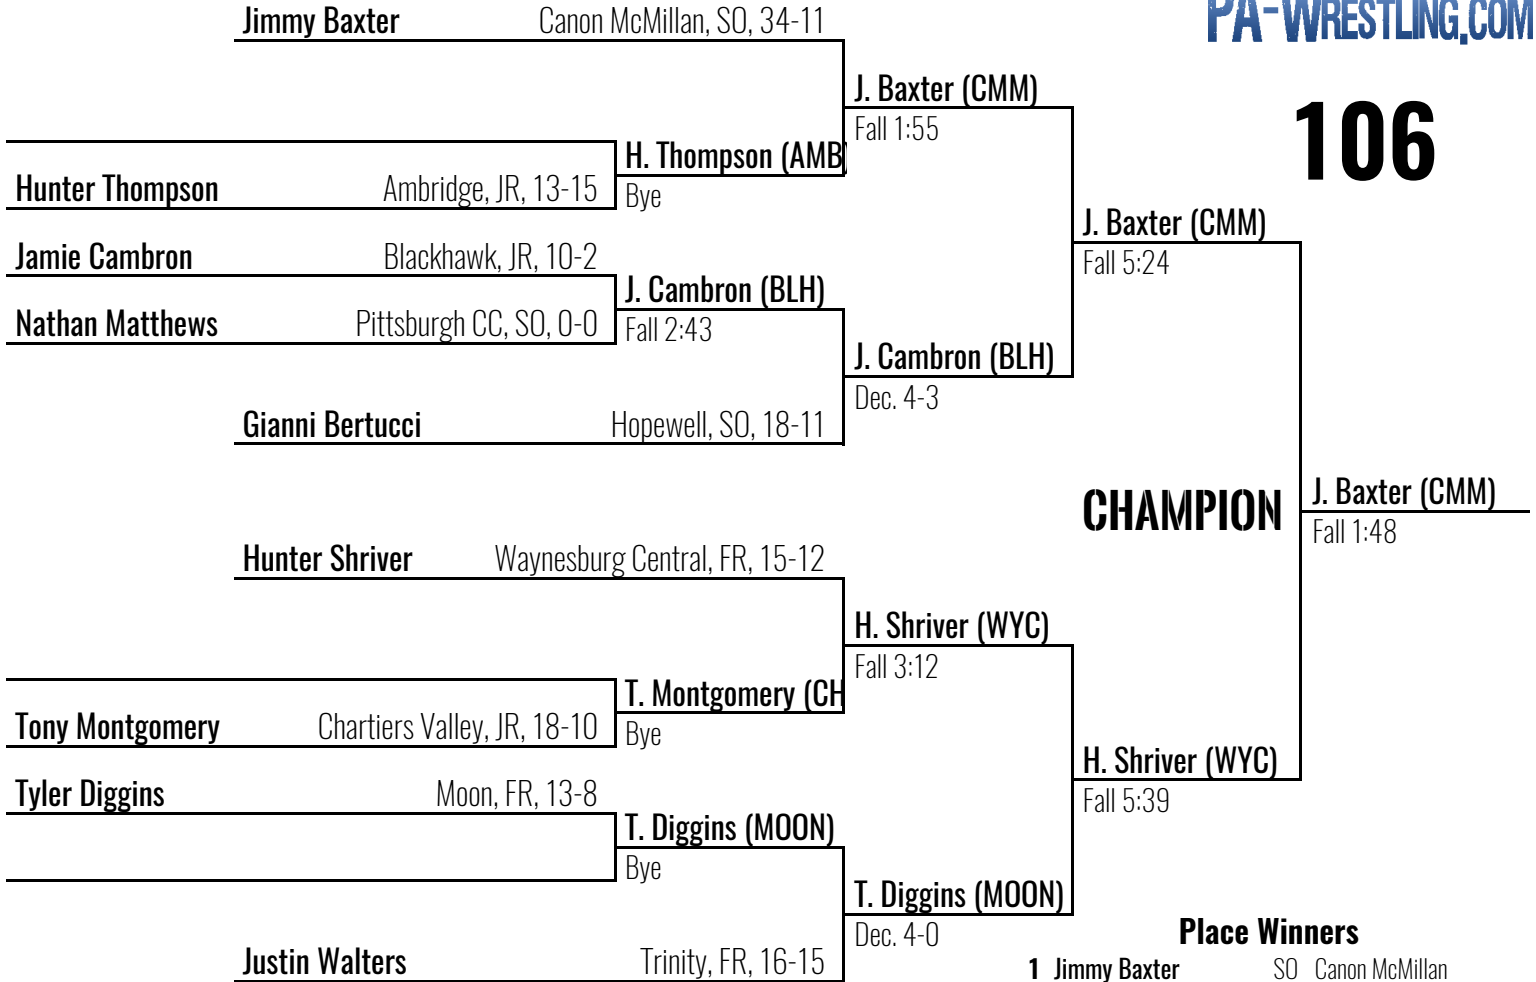 PA-WRESTLING.COM
106
Jimmy Baxter Canon McMillan, SO, 34-11
J. Baxter (CMM)
Fall 1:55
H. Thompson (AMB)
Hunter Thompson Ambridge, JR, 13-15
Bye
J. Baxter (CMM)
Fall 5:24
Jamie Cambron Blackhawk, JR, 10-2
J. Cambron (BLH)
Nathan Matthews Pittsburgh CC, SO, 0-0
Fall 2:43
J. Cambron (BLH)
Dec. 4-3
Gianni Bertucci Hopewell, SO, 18-11
CHAMPION
J. Baxter (CMM)
Fall 1:48
Hunter Shriver Waynesburg Central, FR, 15-12
H. Shriver (WYC)
Fall 3:12
T. Montgomery (CH
Tony Montgomery Chartiers Valley, JR, 18-10
Bye
H. Shriver (WYC)
Fall 5:39
Tyler Diggins Moon, FR, 13-8
T. Diggins (MOON)
Bye
T. Diggins (MOON)
Dec. 4-0
Justin Walters Trinity, FR, 16-15
Place Winners
1 Jimmy Baxter SO Canon McMillan